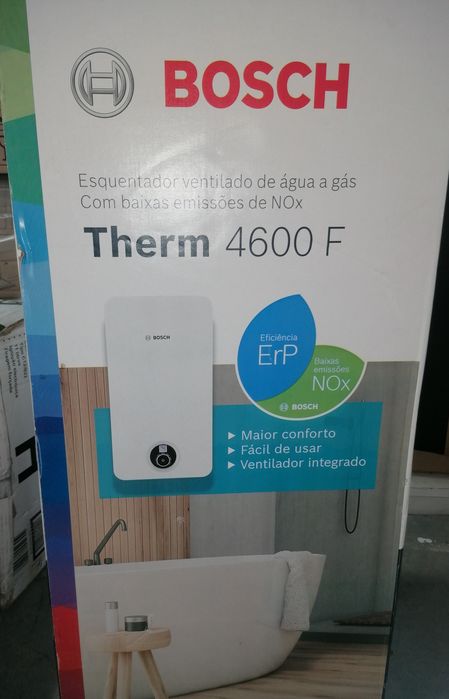 BOSCH
Esquentador ventilado de água a gás
Com baixas emissões de NOx
Therm 4600 F
BOSCH
Eficiência
ErP
Baixas
emissões
NOx
BOSCH
▶ Maior conforto
▶ Fácil de usar
▶ Ventilador integrado